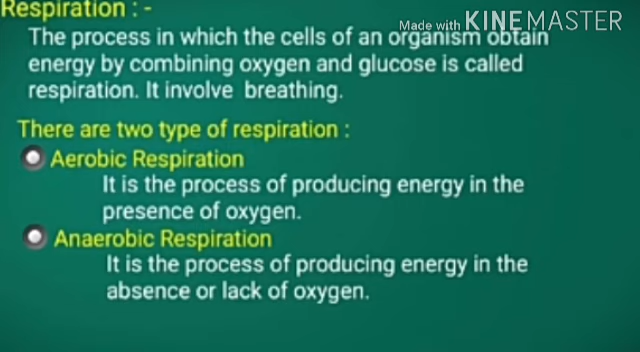 Respiration : -
Made with KINEMASTER
The process in which the cells of an organism obtain
energy by combining oxygen and glucose is called
respiration. It involve breathing.
There are two type of respiration :
Aerobic Respiration
It is the process of producing energy in the
presence of oxygen.
Anaerobic Respiration
It is the process of producing energy in the
absence or lack of oxygen.